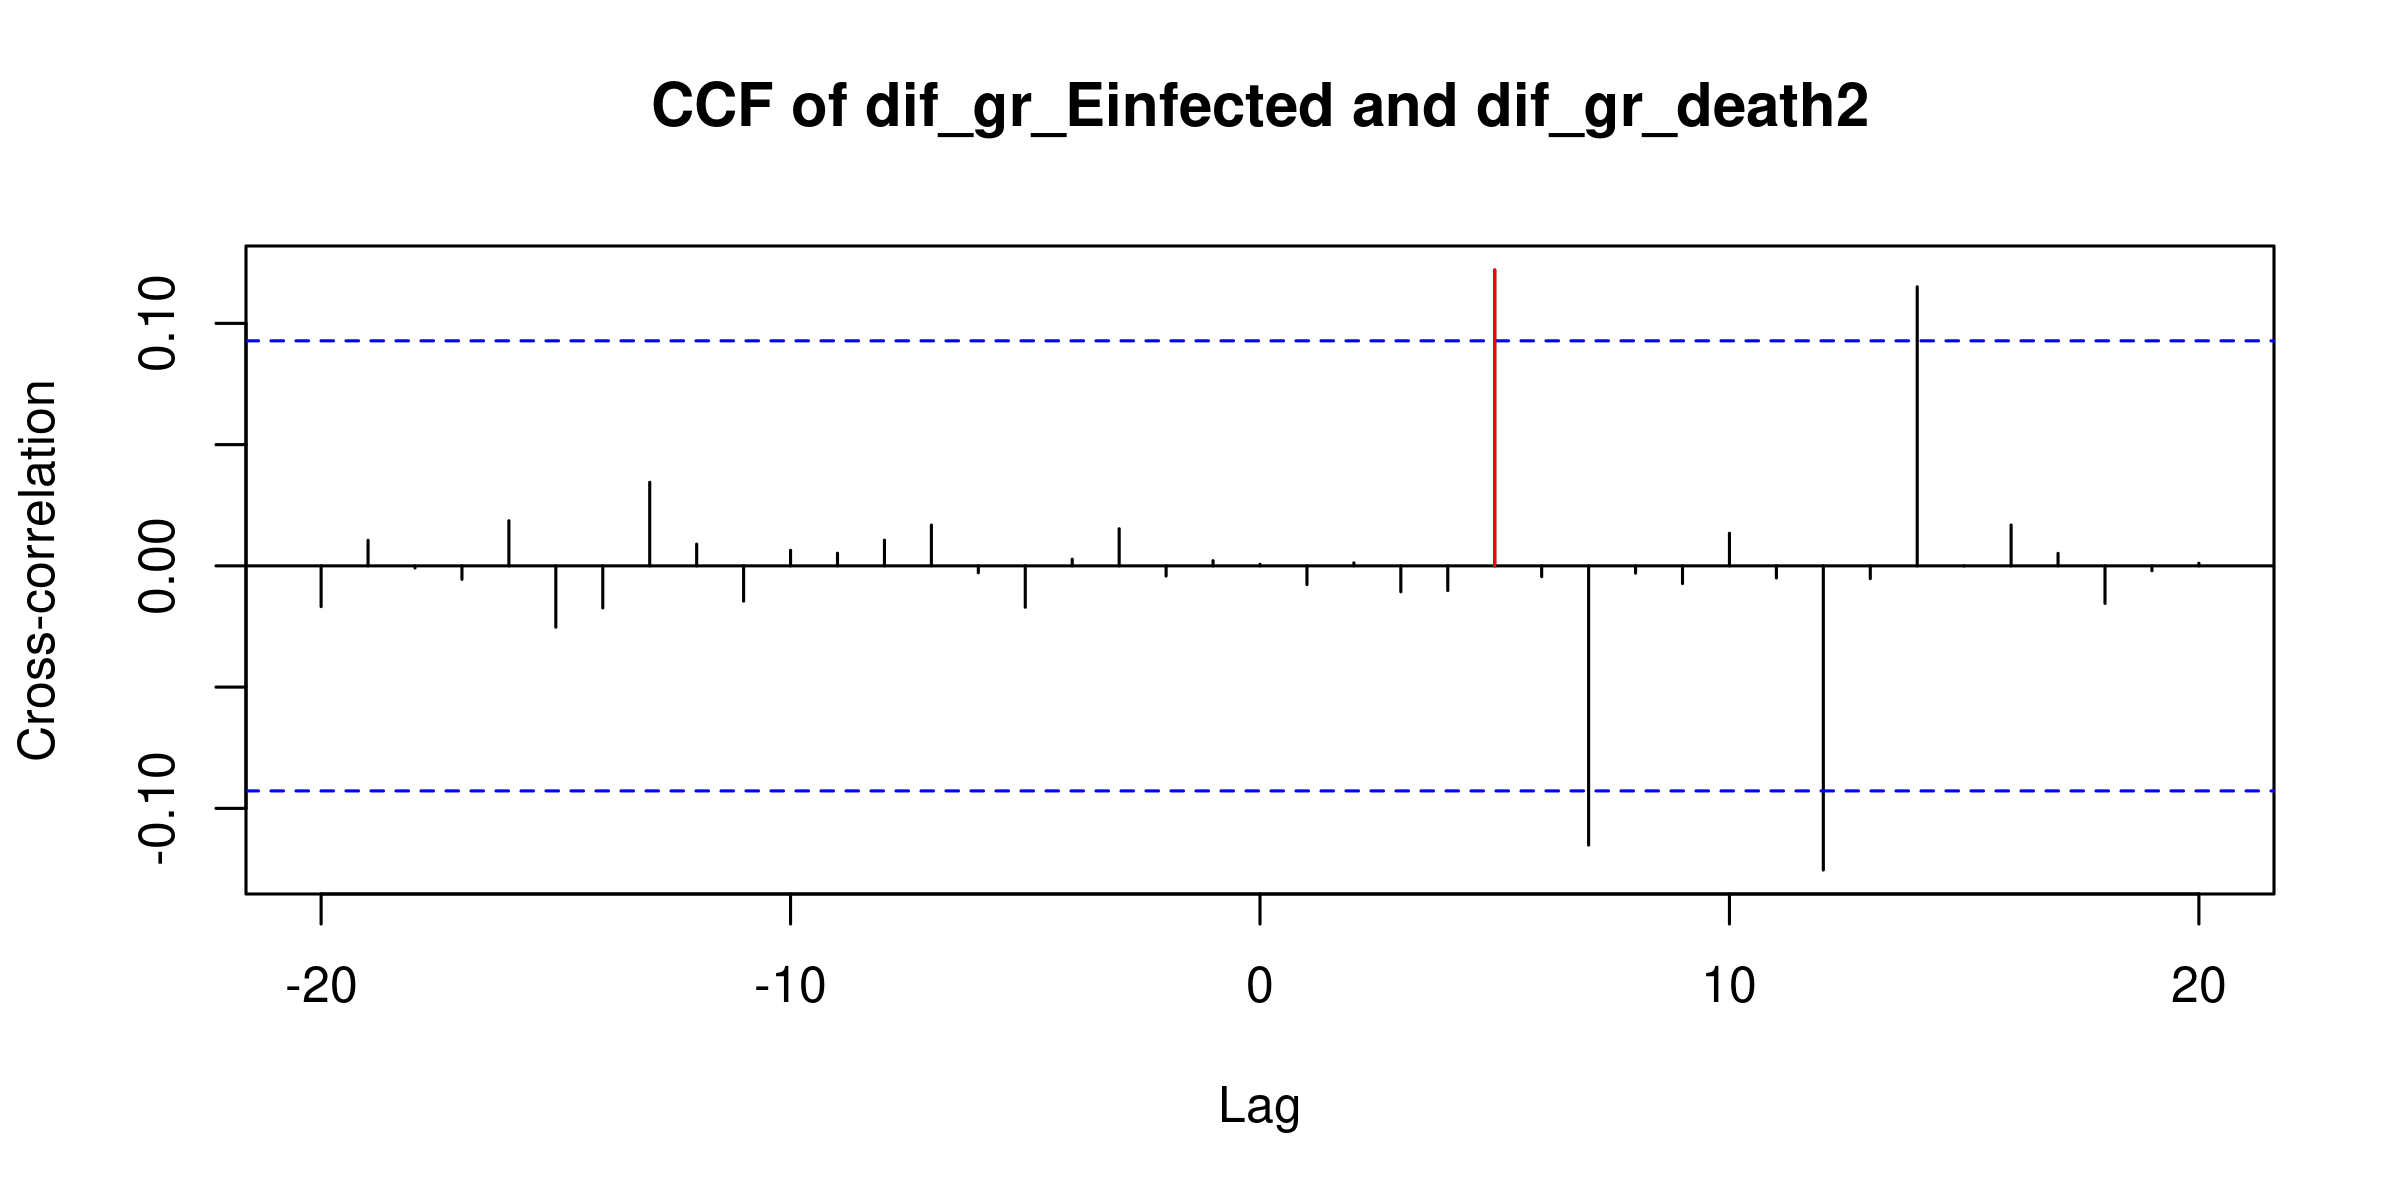 CCF of dif_gr_Einfected and dif_gr_death2
Cross-correlation
0.10
0.00
-0.10
-20 -10 0 10 20
Lag